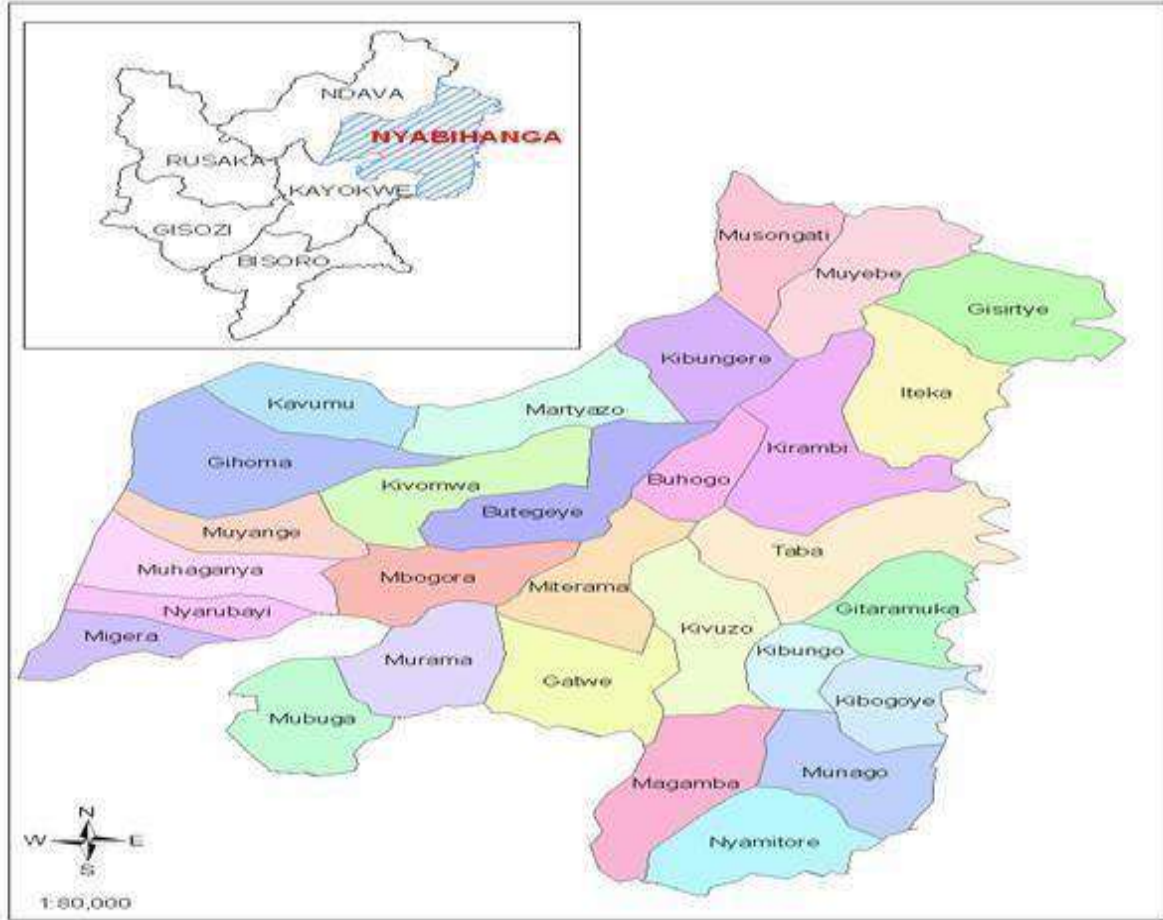 NDAVA
NYABIHANGA
RUSAKA
KAYOKWE
GISOZI
BISORO
Musongati
Muyebe
Gisirtye
Kibungere
Iteka
Kavumu
Martyazo
Kirambi
Gihoma
Kivomwa
Buhogo
Butegeye
Muyange
Taba
Muhaganya
Mbogora
Miterama
Nyarubayi
Gitaramuka
Migera
Kivuzo
Kibungo
Murama
Gatwe
Kibogoye
Mubuga
Munago
Magamba
Nyamitore
N
W E
S
1:80,000